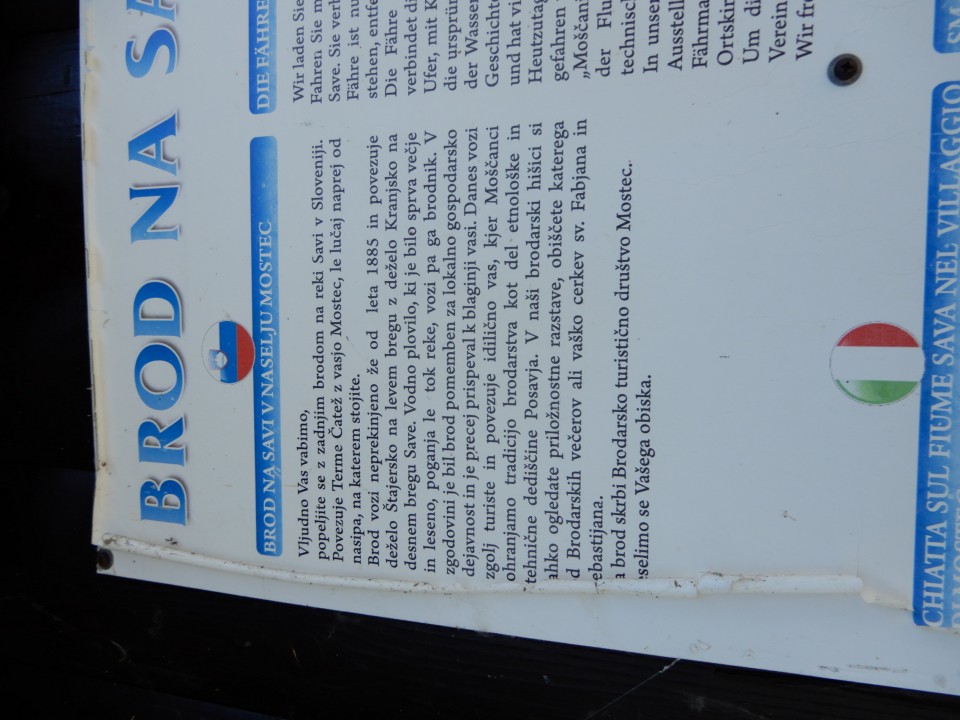 BROD NA SA
BROD NA SAVI V NASELJU MOSTEC
Vljudno Vas vabimo,
popeljite se z zadnjim brodom na reki Savi v Sloveniji.
Povezuje Terme Čatež z vasjo Mostec, le lučaj naprej od
nasipa, na katerem stojite.
Brod vozi neprekinjeno že od leta 1885 in povezuje
deželo Štajersko na levem bregu z deželo Kranjsko na
desnem bregu Save. Vodno plovilo, ki je bilo sprva večje
in leseno, poganja le tok reke, vozi pa ga brodnik. V
zgodovini je bil brod pomemben za lokalno gospodarsko
dejavnost in je precej prispeval k blaginji vasi. Danes vozi
zgolj turiste in povezuje idilično vas, kjer Moščanci
ohranjamo tradicijo brodarstva kot del etnološke in
tehnične dediščine Posavja. V naši brodarski hišici si
ahko ogledate priložnostne razstave, obiščete katerega
d Brodarskih večerov ali vaško cerkev sv. Fabjana in
ebastijana.
a brod skrbi Brodarsko turistično društvo Mostec.
eselimo se Vašega obiska.
DIE FÄHRE
Wir laden Sie
Fahren Sie m
Save. Sie verb
Fähre ist nu
stehen, entfe
Die Fähre
verbindet di
Ufer, mit K
die ursprün
der Wasser
Geschichte
und hat vi
Heutzutag
gefahren
„Moščani
der Flu
technisch
In unser
Ausstell
Fährma
Ortskir
Um di
Verein
Wir fr
CHIATTA SUL FIUME SAVA NEL VILLAGGIO
DI MOSTEC
SM